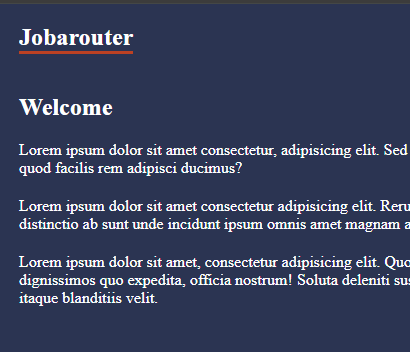 Jobarouter
Welcome
Lorem ipsum dolor sit amet consectetur, adipisicing elit. Sed
quod facilis rem adipisci ducimus?
Lorem ipsum dolor sit amet consectetur adipisicing elit. Reru
distinctio ab sunt unde incidunt ipsum omnis amet magnam a
Lorem ipsum dolor sit amet, consectetur adipisicing elit. Quo
dignissimos quo expedita, officia nostrum! Soluta deleniti sus
itaque blanditiis velit.